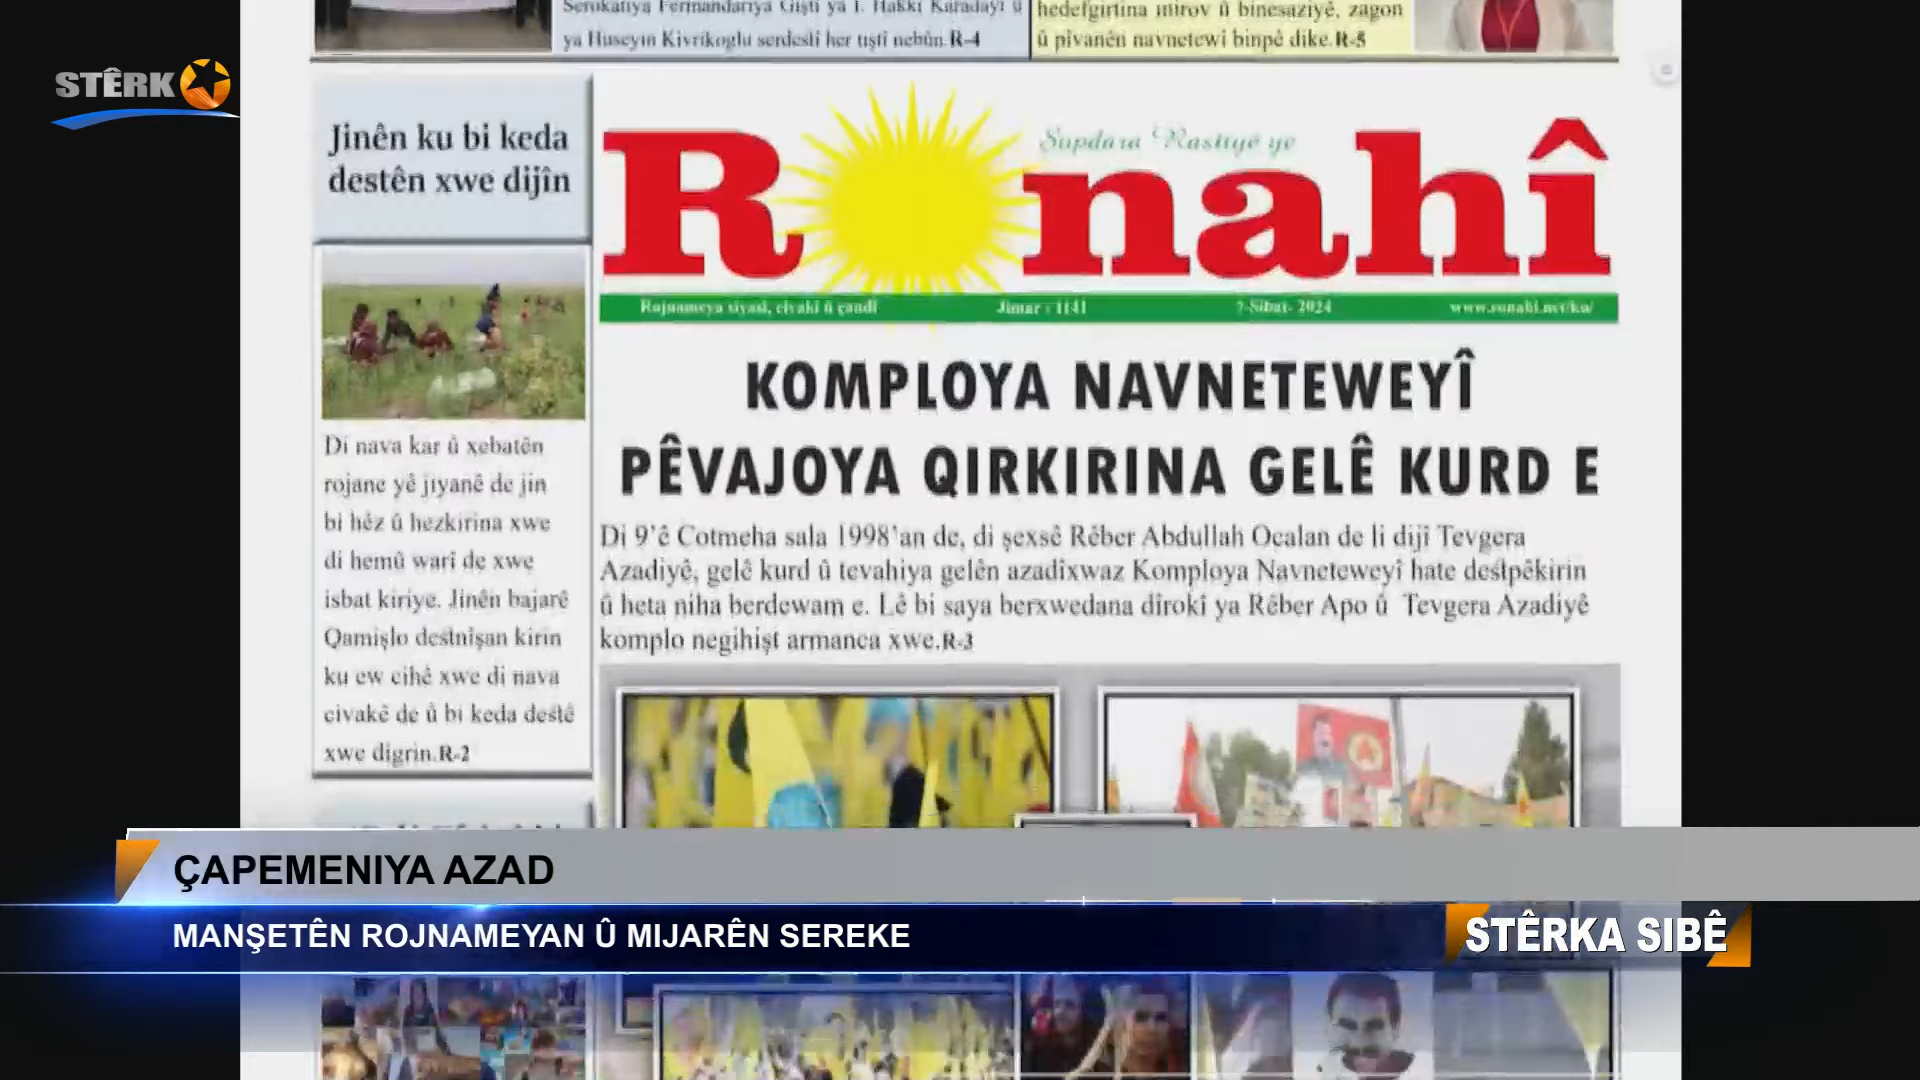 Serokatiya Fermandariya Giştî ya Î. Hakkî Karadayî û
ya Huseyîn Kivrikoglu serdeslî her tiştî nebûn.R-4
hedefgirtina mirov û binesaziyê, zagon
û pîvanên navnetewî binpê dike.R-5
STÊRK
Jinên ku bi keda
destên xwe dijîn
Di nava kar û xebatên
rojane yê jiyanê de jin
bi hêz û hezkirina xwe
di hemû warî de xwe
isbat kiriye. Jinên bajarê
Qamişlo destnîşan kirin
ku ew cihê xwe di nava
civakê de û bi keda destê
xwe digrin.R-2
Ronahî
Rastiyê ye
Rojnameya siyasî, civakî û çandî Jimar : 1141 7-Sibat- 2024 www.ronahi.net/ku/
KOMPLOYA NAVNETEWEYÎ
PÊVAJOYA QIRKIRINA GELÊ KURD E
Di 9'ê Cotmeha sala 1998'an de, di şexsê Rêber Abdullah Ocalan de li dijî Tevgera
Azadiyê, gelê kurd û tevahiya gelên azadîxwaz Komploya Navneteweyî hate destpêkirin
û heta niha berdewam e. Lê bi saya berxwedana dîrokî ya Rêber Apo û Tevgera Azadiyê
komplo negihişt armanca xwe.R-3
ÇAPEMENIYA AZAD
MANŞETÊN ROJNAMEYAN Û MIJARÊN SEREKE
STÊRKA SIBÊ